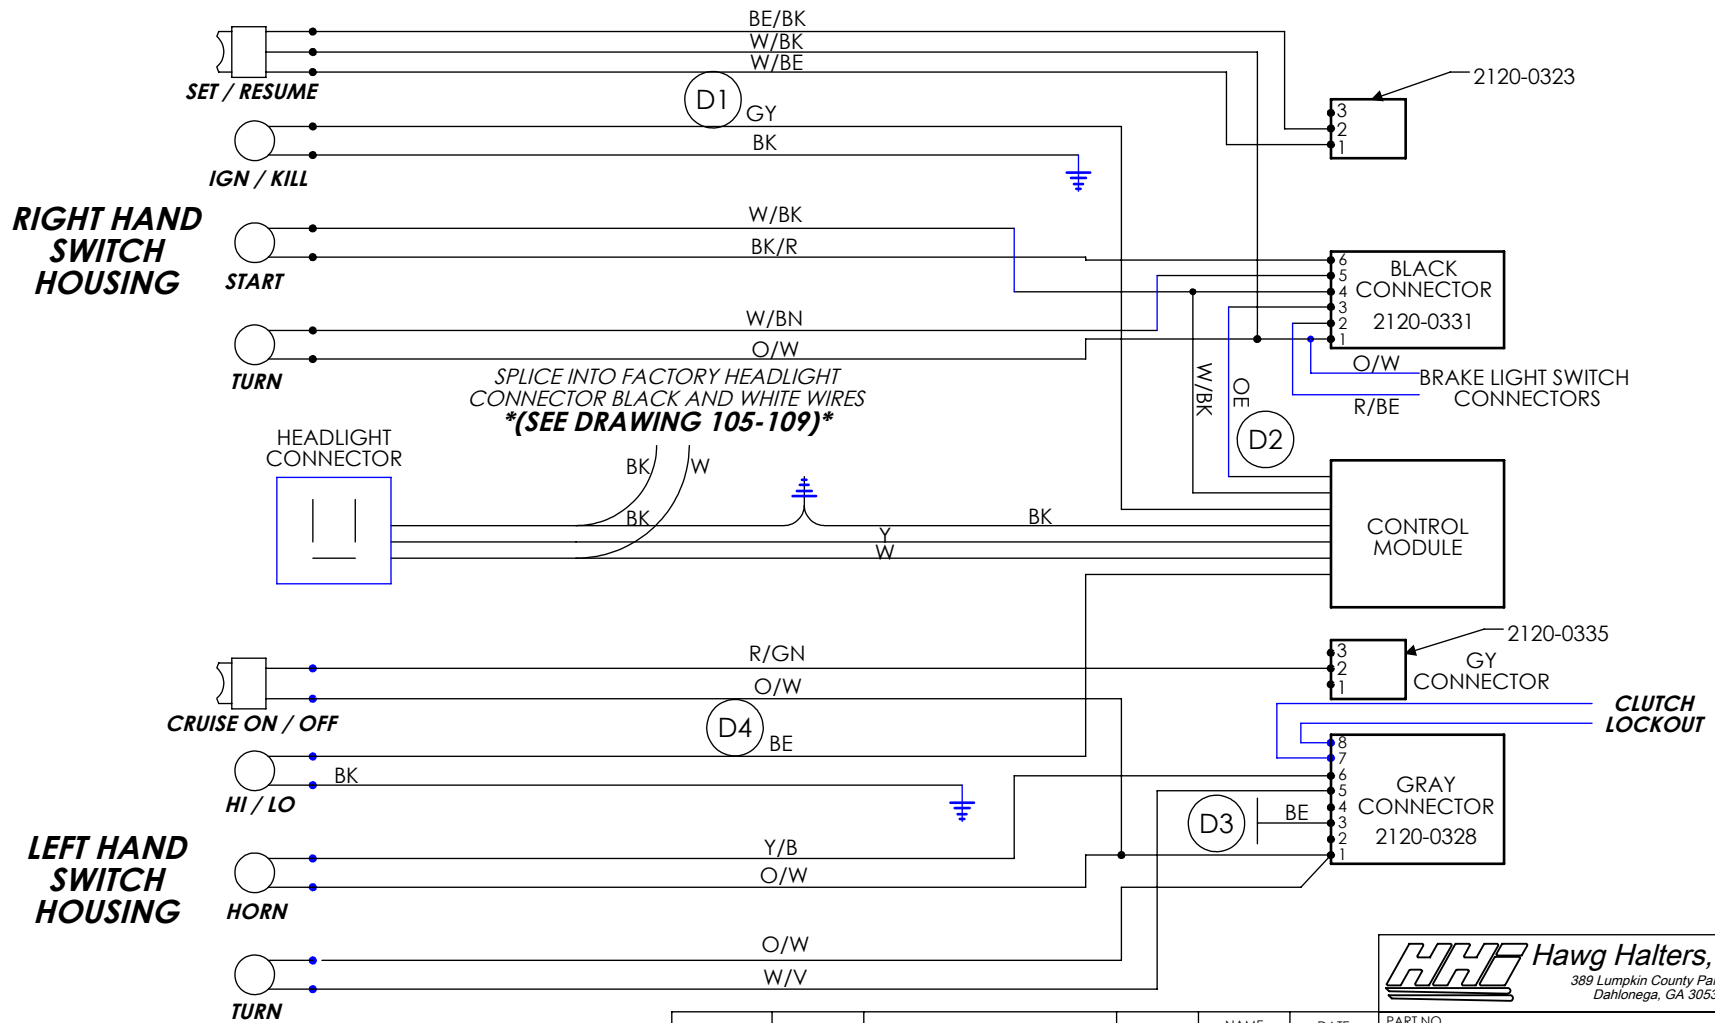 BE/BK
W/BK
W/BE
SET / RESUME
D1
GY
BK
IGN / KILL
2120-0323
3
2
1
RIGHT HAND
SWITCH
HOUSING
W/BK
BK/R
START
W/BN
O/W
TURN
6
5
4
3
2
1
BLACK
CONNECTOR
2120-0331
O/W
R/BE
BRAKE LIGHT SWITCH
CONNECTORS
W/BK
OE
D2
SPLICE INTO FACTORY HEADLIGHT
CONNECTOR BLACK AND WHITE WIRES
*(SEE DRAWING 105-109)*
HEADLIGHT
CONNECTOR
BK
W
BK
BK
Y
W
CONTROL
MODULE
R/GN
O/W
CRUISE ON / OFF
D4
BE
BK
HI / LO
3
2
1
2120-0335
GY
CONNECTOR
CLUTCH
LOCKOUT
LEFT HAND
SWITCH
HOUSING
Y/B
O/W
HORN
O/W
W/V
TURN
D3
BE
8
7
6
5
4
3
2
1
GRAY
CONNECTOR
2120-0328
HHI
Hawg Halters,
389 Lumpkin County Pa
Dahlonega, GA 3053
NAME
DATE
PART NO